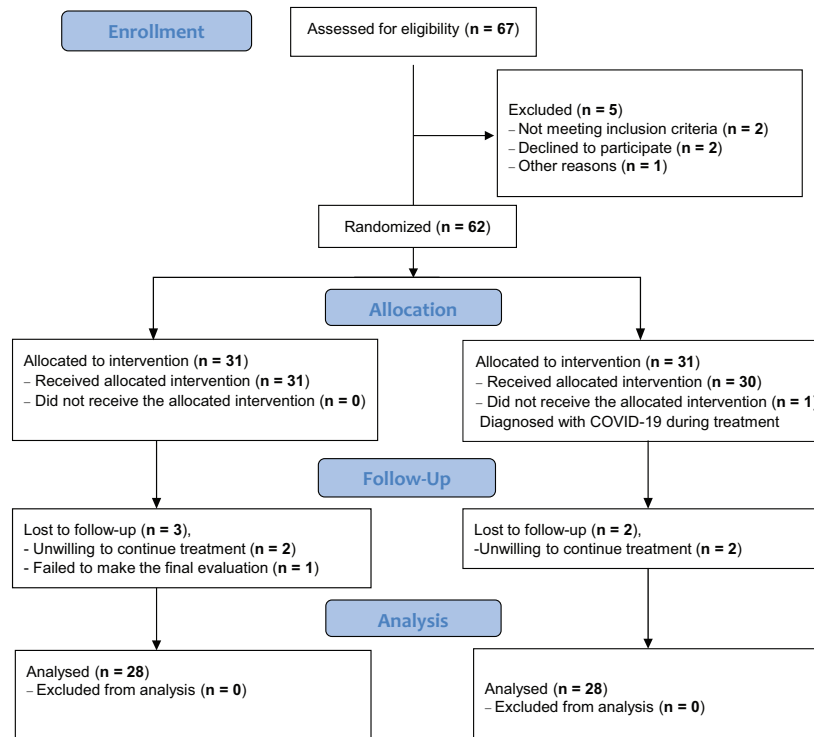 Enrollment
Assessed for eligibility (n = 67)
Excluded (n = 5)
– Not meeting inclusion criteria (n = 2)
– Declined to participate (n = 2)
– Other reasons (n = 1)
Randomized (n = 62)
Allocation
Allocated to intervention (n = 31)
– Received allocated intervention (n = 31)
– Did not receive the allocated intervention (n = 0)
Allocated to intervention (n = 31)
– Received allocated intervention (n = 30)
– Did not receive the allocated intervention (n = 1)
Diagnosed with COVID-19 during treatment
Follow-Up
Lost to follow-up (n = 3),
- Unwilling to continue treatment (n = 2)
- Failed to make the final evaluation (n = 1)
Lost to follow-up (n = 2),
-Unwilling to continue treatment (n = 2)
Analysis
Analysed (n = 28)
– Excluded from analysis (n = 0)
Analysed (n = 28)
– Excluded from analysis (n = 0)